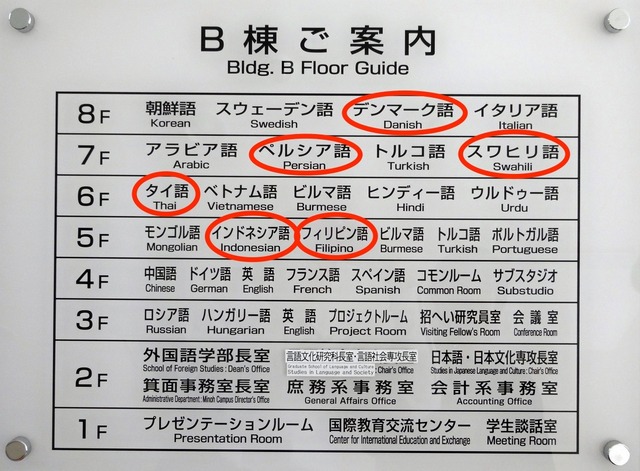 B棟ご案内
Bldg. B Floor Guide
8F 朝鮮語 スウェーデン語 デンマーク語 イタリア語
Korean Swedish Danish Italian
7F アラビア語 ペルシア語 トルコ語 スワヒリ語
Arabic Persian Turkish Swahili
6F タイ語 ベトナム語 ビルマ語 ヒンディー語 ウルドゥー語
Thai Vietnamese Burmese Hindi Urdu
5F モンゴル語 インドネシア語 フィリピン語 ビルマ語 トルコ語 ポルトガル語
Mongolian Indonesian Filipino Burmese Turkish Portuguese
4F 中国語 ドイツ語 英語 フランス語 スペイン語 コモンルーム サブスタジオ
Chinese German English French Spanish Common Room Substudio
3F ロシア語 ハンガリー語 英語 プロジェクトルーム 招へい研究員室 会議室
Russian Hungarian English Project Room Visiting Fellow's Room Conference Room
2F 外国語学部長室 言語文化研究科長室・言語社会専攻長室 日本語・日本文化専攻長室
School of Foreign Studies : Dean's Office Graduate School of Language and Culture Studies in Language and Society : Chair's Office Studies in Japanese Language and Culture : Chair's Office
箕面事務室長室 庶務系事務室 会計系事務室
Administrative Department : Minoh Campus Director's Office General Affairs Office Accounting Office
1F プレゼンテーションルーム 国際教育交流センター 学生談話室
Presentation Room Center for International Education and Exchange Meeting Room